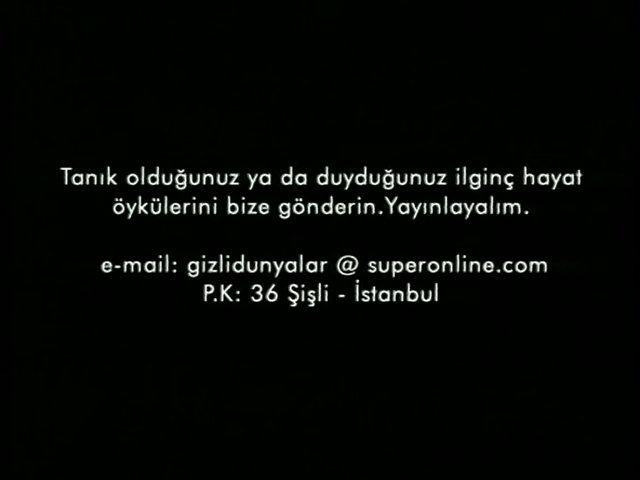 Tanık olduğunuz ya da duyduğunuz ilginç hayat
öykülerini bize gönderin.Yayınlayalım.
e-mail: gizlidunyalar @ superonline.com
P.K: 36 Şişli - İstanbul